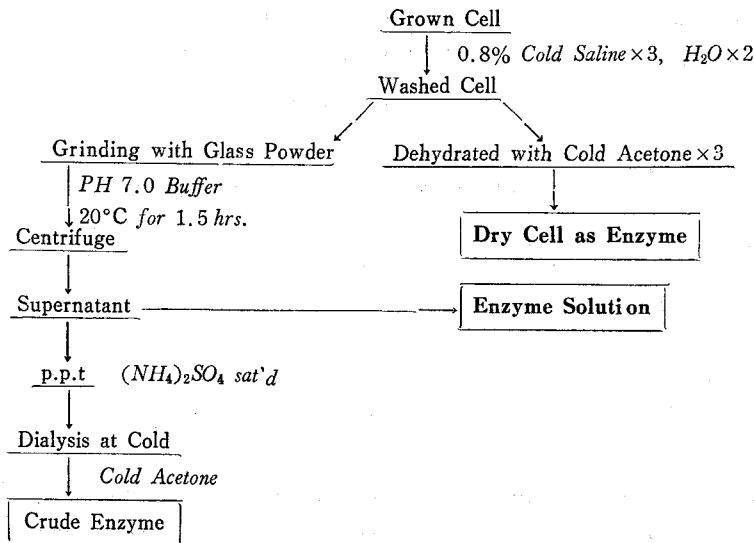 Grown Cell
0.8% Cold Saline×3, H₂O×2
Washed Cell
Grinding with Glass Powder
Dehydrated with Cold Acetone×3
PH 7.0 Buffer
20°C for 1.5 hrs.
Dry Cell as Enzyme
Centrifuge
Supernatant
Enzyme Solution
p.p.t (NH₄)₂SO₄ sat'd
Dialysis at Cold
Cold Acetone
Crude Enzyme